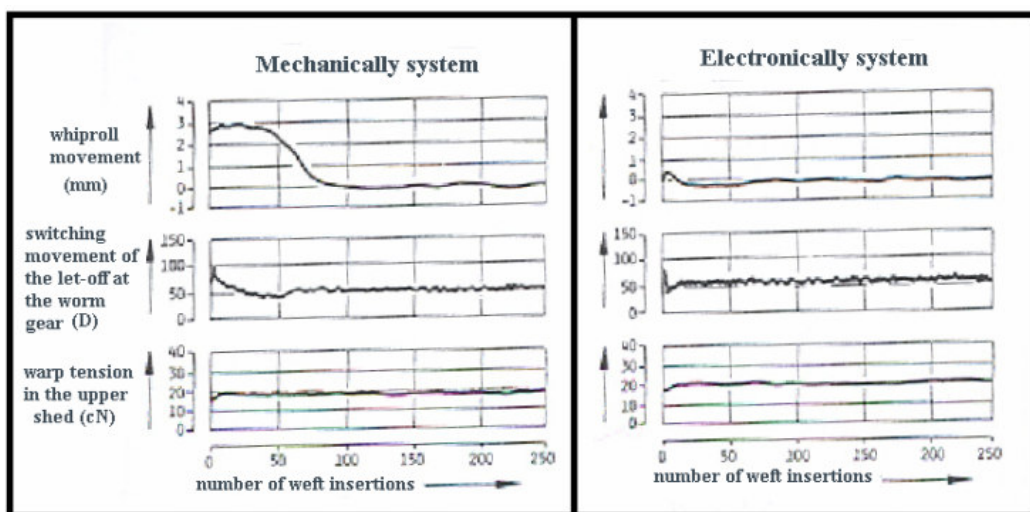 Mechanically system
whiproll
movement
(mm)
4
3
2
1
0
-1
switching
movement of
the let-off at
the worm
gear (D)
150
100
50
0
warp tension
in the upper
shed (cN)
40
30
20
10
0
0 50 100 150 200 250
number of weft insertions
Electronically system
4
3
2
1
0
-1
150
100
50
0
40
30
20
10
0
0 50 100 150 200 250
number of weft insertions